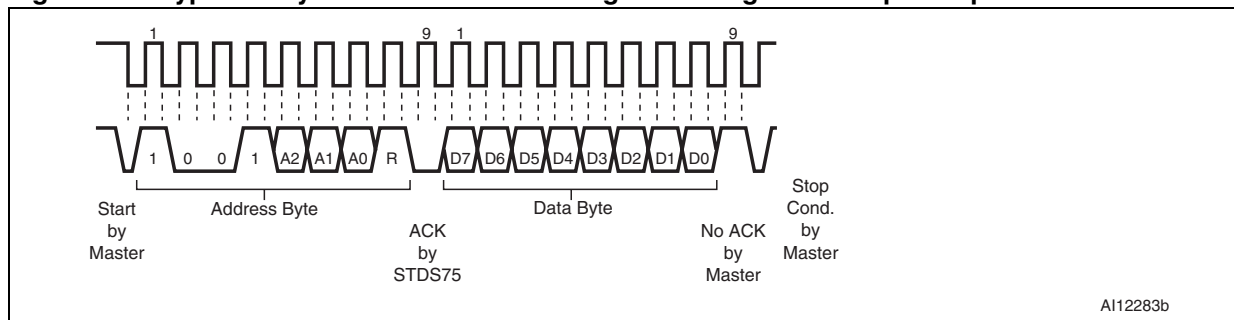 1 9 1 9
1 0 0 1 A2 A1 A0 R D7 D6 D5 D4 D3 D2 D1 D0
Start
by
Master
Address Byte
ACK
by
STDS75
Data Byte
No ACK
by
Master
Stop
Cond.
by
Master
AI12283b